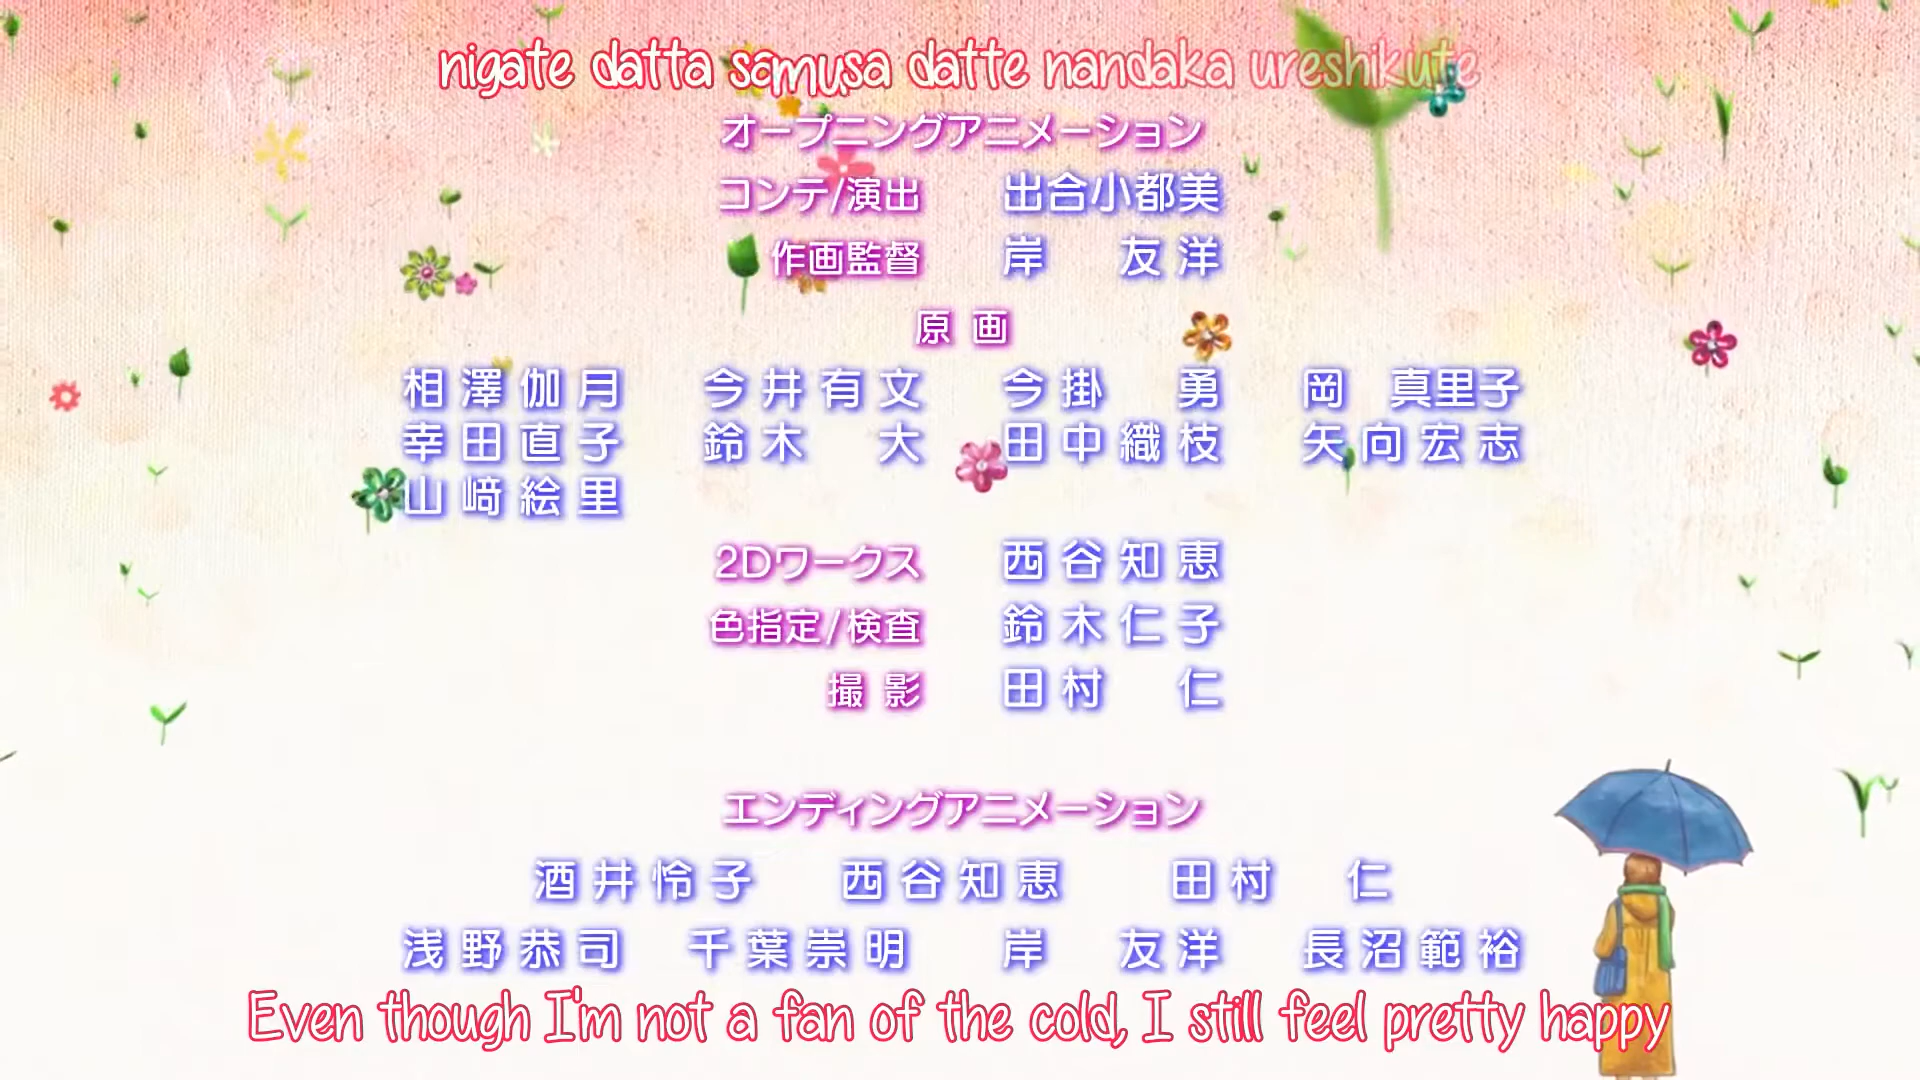 nigate datta samusa datte nandaka ureshikute
オープニングアニメーション
コンテ/演出 出合小都美
作画監督 岸 友洋
原画
相澤伽月 今井有文 今掛 勇 岡 真里子
幸田直子 鈴木 大 田中織枝 矢向宏志
山﨑絵里
2Dワークス 西谷知恵
色指定/検査 鈴木仁子
撮影 田村 仁
エンディングアニメーション
酒井怜子 西谷知恵 田村 仁
浅野恭司 千葉崇明 岸 友洋 長沼範裕
Even though I'm not a fan of the cold, I still feel pretty happy